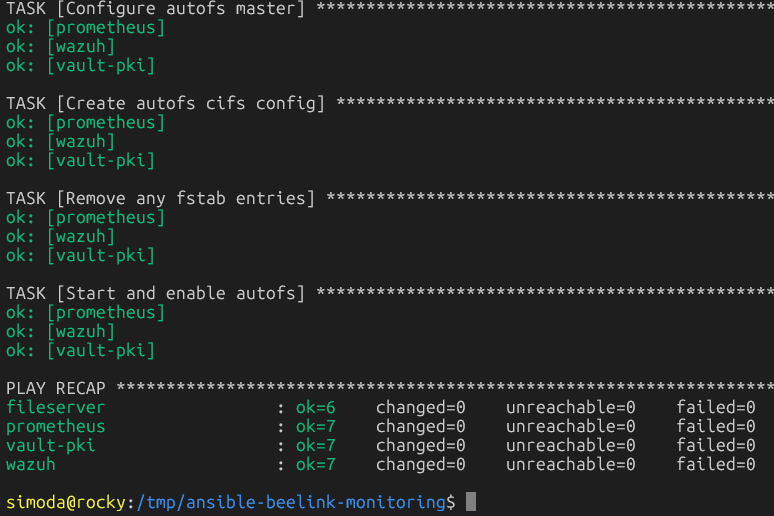 TASK [Configure autofs master] **********************************************
ok: [prometheus]
ok: [wazuh]
ok: [vault-pki]
TASK [Create autofs cifs config] ********************************************
ok: [prometheus]
ok: [wazuh]
ok: [vault-pki]
TASK [Remove any fstab entries] *********************************************
ok: [prometheus]
ok: [wazuh]
ok: [vault-pki]
TASK [Start and enable autofs] **********************************************
ok: [prometheus]
ok: [wazuh]
ok: [vault-pki]
PLAY RECAP ******************************************************************
fileserver : ok=6 changed=0 unreachable=0 failed=0
prometheus : ok=7 changed=0 unreachable=0 failed=0
vault-pki : ok=7 changed=0 unreachable=0 failed=0
wazuh : ok=7 changed=0 unreachable=0 failed=0
simoda@rocky:/tmp/ansible-beelink-monitoring$